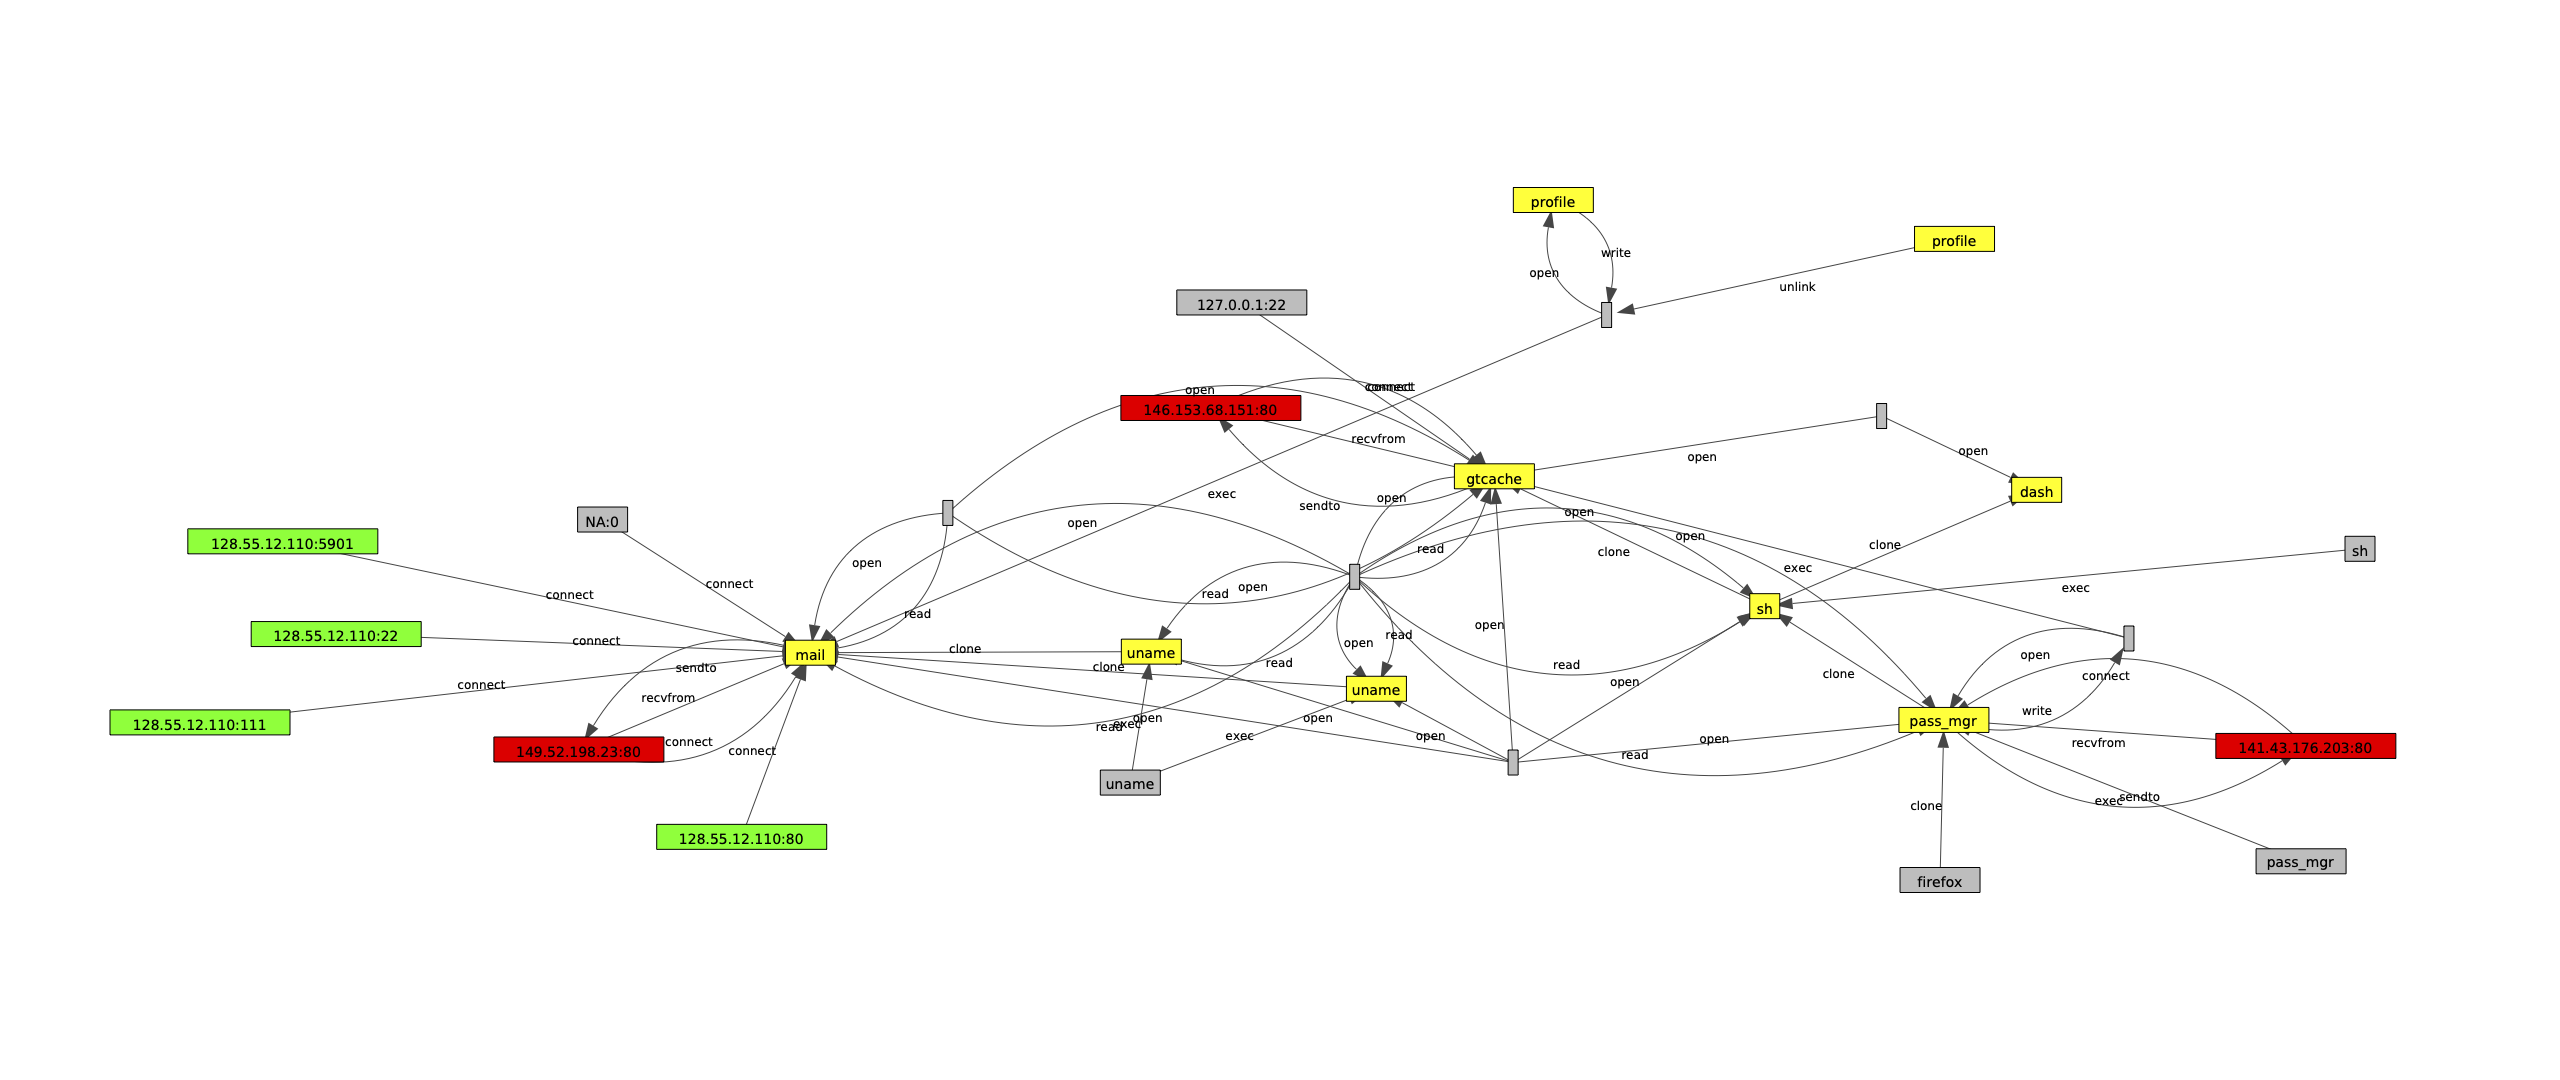 profile
profile
write
open
unlink
127.0.0.1:22
connect
connect
open
146.153.68.151:80
recvfrom
open
open
gtcache
exec
open
sendto
dash
open
NA:0
open
open
128.55.12.110:5901
clone
read
clone
sh
open
exec
connect
connect
read
open
exec
sh
read
open
128.55.12.110:22
connect
read
clone
uname
mail
sendto
read
read
open
clone
clone
connect
recvfrom
uname
open
connect
128.55.12.110:111
write
pass_mgr
read
exec
open
open
connect
149.52.198.23:80
connect
exec
open
open
read
recvfrom
141.43.176.203:80
uname
clone
exec
sendto
128.55.12.110:80
pass_mgr
firefox